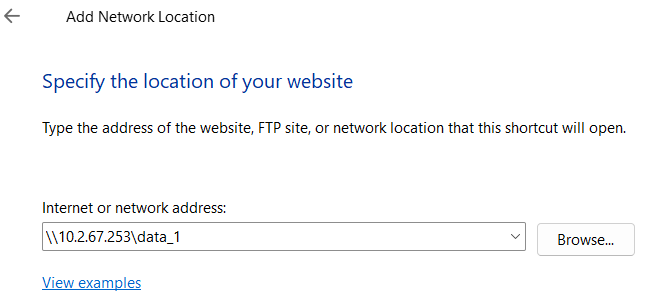 Add Network Location
Specify the location of your website
Type the address of the website, FTP site, or network location that this shortcut will open.
Internet or network address:
\\10.2.67.253\data_1
Browse...
View examples